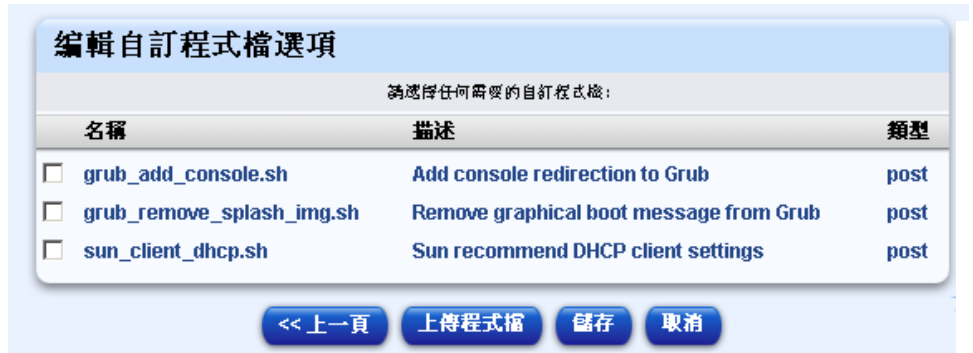 編輯自訂程式檔選項
請選擇任何需要的自訂程式檔：
名稱 描述 類型
grub_add_console.sh Add console redirection to Grub post
grub_remove_splash_img.sh Remove graphical boot message from Grub post
sun_client_dhcp.sh Sun recommend DHCP client settings post
<< 上一頁 上傳程式檔 儲存 取消